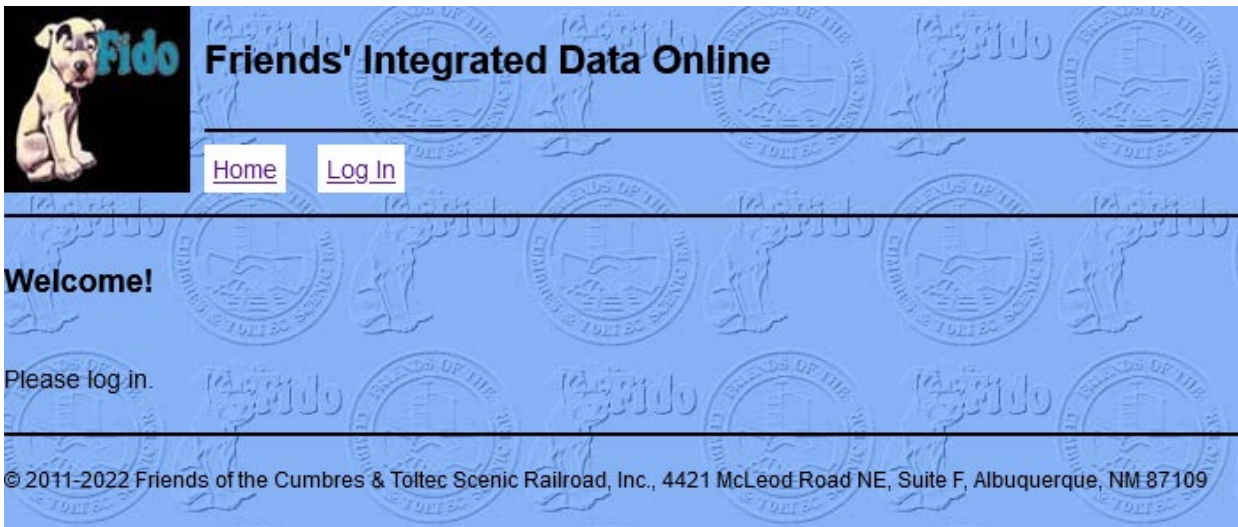 Fido
Friends' Integrated Data Online
Home Log In
Welcome!
Please log in.
© 2011-2022 Friends of the Cumbres & Toltec Scenic Railroad, Inc., 4421 McLeod Road NE, Suite F, Albuquerque, NM 87109